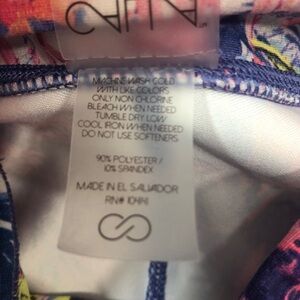 MACHINE WASH COLD
WITH LIKE COLORS
ONLY NON CHLORINE
BLEACH WHEN NEEDED
TUMBLE DRY LOW
COOL IRON WHEN NEEDED
DO NOT USE SOFTENERS
90% POLYESTER /
10% SPANDEX
MADE IN EL SALVADOR
RN#